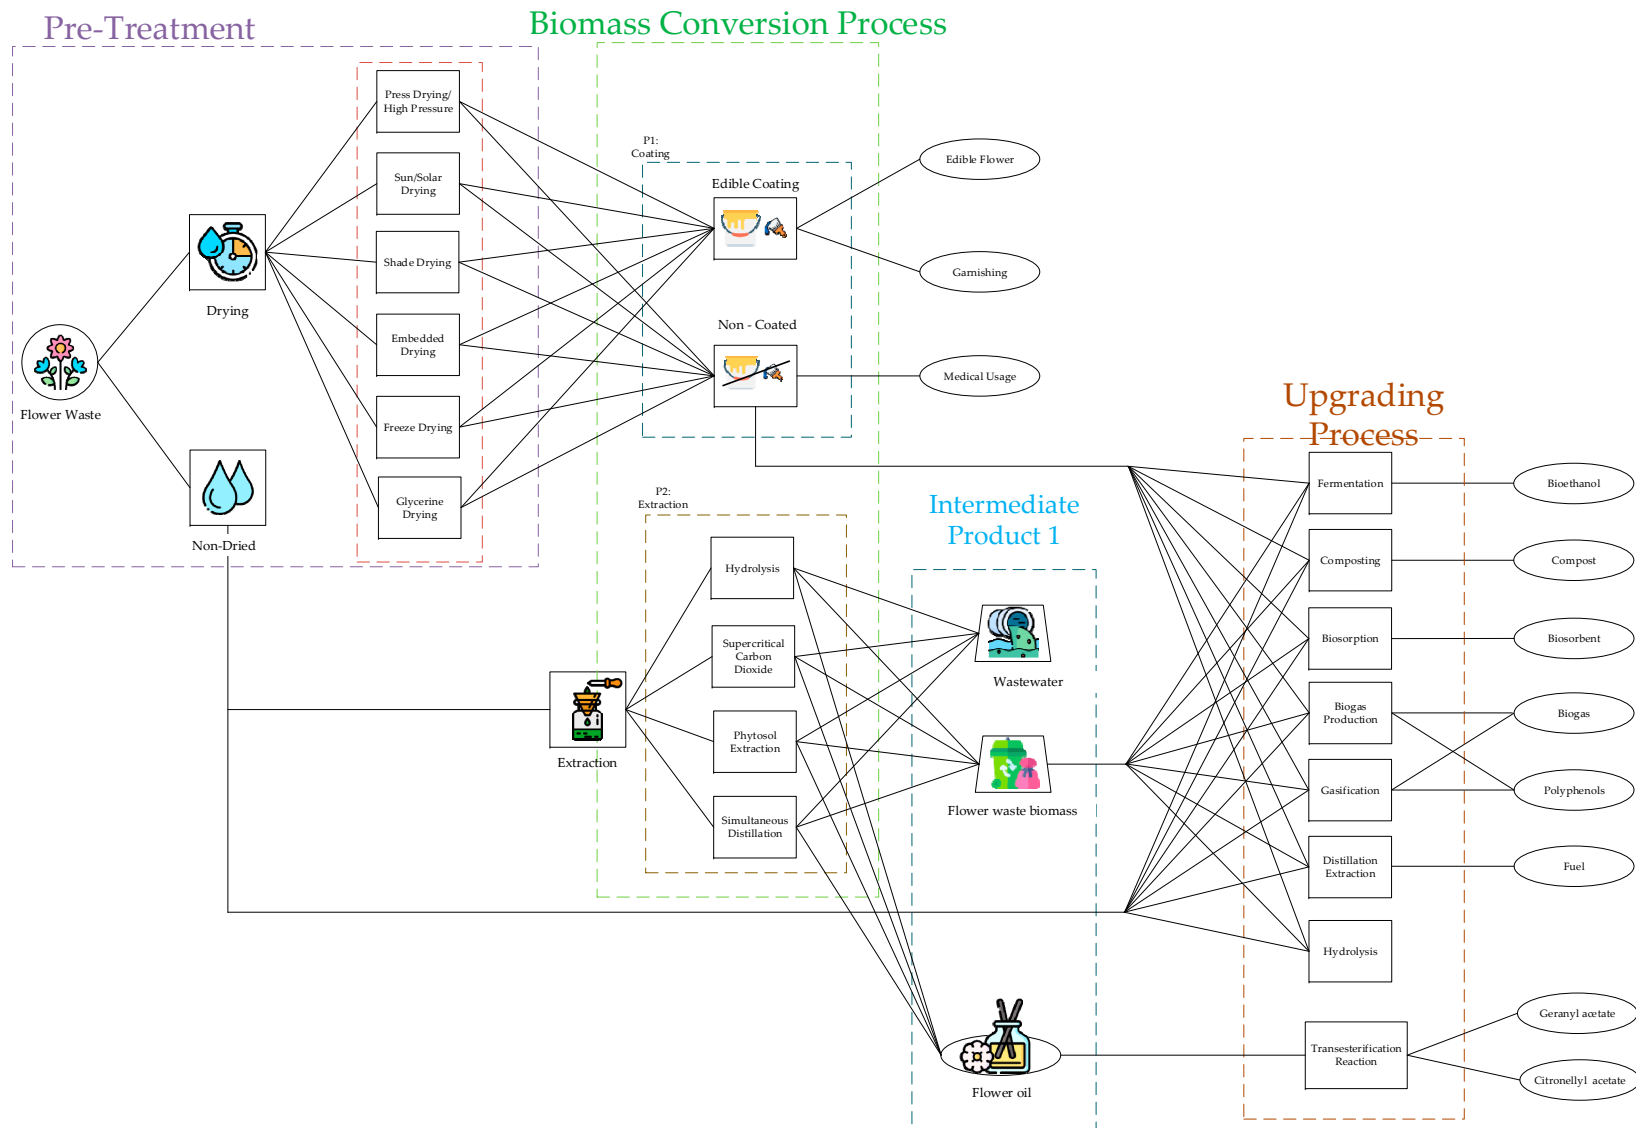 Pre-Treatment
Biomass Conversion Process
Press Drying/
High Pressure
Sun/Solar
Drying
Shade Drying
Embedded
Drying
Freeze Drying
Glycerine
Drying
Drying
Flower Waste
Non-Dried
P1:
Coating
Edible Coating
Non - Coated
Edible Flower
Garnishing
Medical Usage
P2:
Extraction
Hydrolysis
Supercritical
Carbon
Dioxide
Phytosol
Extraction
Simultaneous
Distillation
Extraction
Intermediate
Product 1
Wastewater
Flower waste biomass
Flower oil
Upgrading
Process
Fermentation
Composting
Biosorption
Biogas
Production
Gasification
Distillation
Extraction
Hydrolysis
Transesterification
Reaction
Bioethanol
Compost
Biosorbent
Biogas
Polyphenols
Fuel
Geranyl acetate
Citronellyl acetate